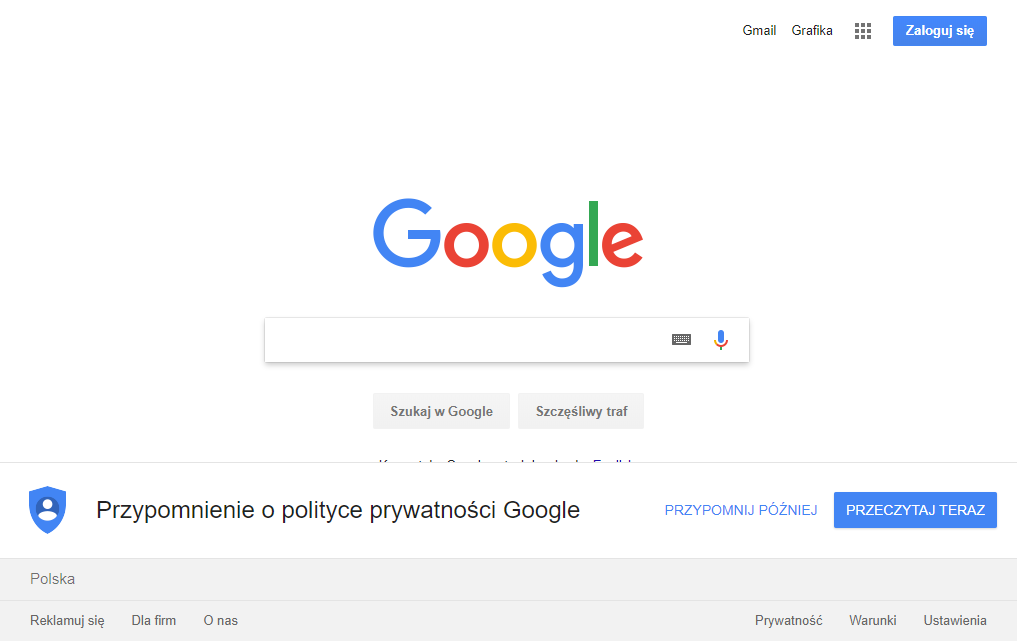 Gmail Grafika Zaloguj się
Google
Szukaj w Google Szczęśliwy traf
Przypomnienie o polityce prywatności Google PRZYPOMNIJ PÓŹNIEJ PRZECZYTAJ TERAZ
Polska
Reklamuj się Dla firm O nas Prywatność Warunki Ustawienia